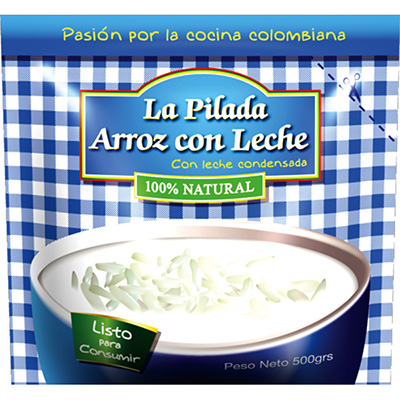 Pasión por la cocina colombiana
La Pilada
Arroz con Leche
Con leche condensada
100% NATURAL
Listo
para
Consumir
Peso Neto 500grs